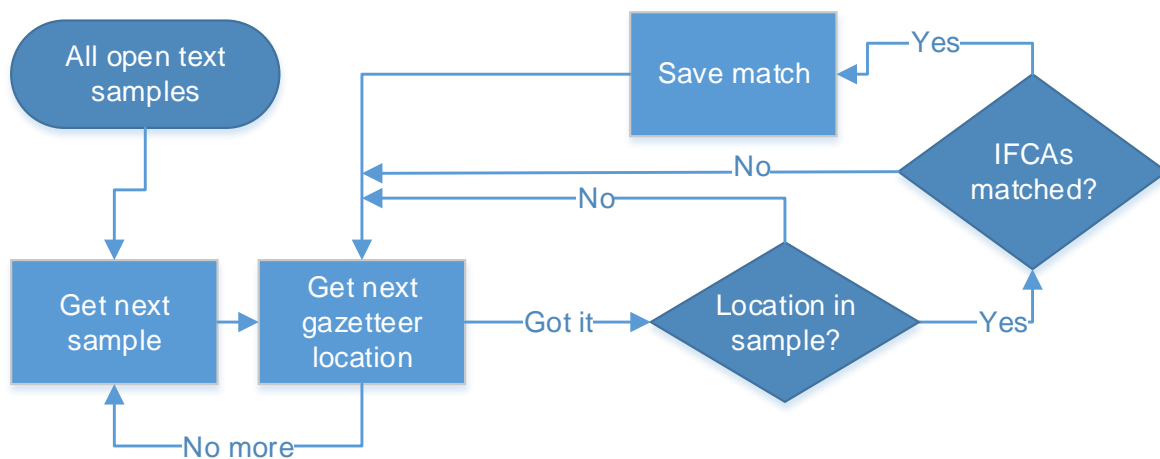 All open text
samples
Save match
Yes
IFCAs
matched?
No
No
Get next
sample
Get next
gazetteer
location
Got it
Location in
sample?
Yes
No more